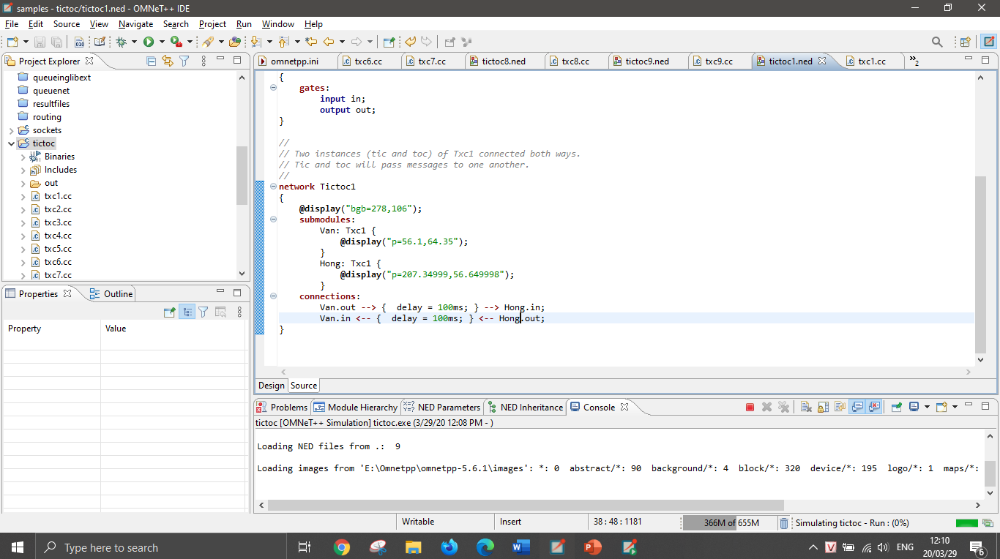 samples - tictoc/tictoc1.ned - OMNeT++ IDE
File Edit Source View Navigate Search Project Run Window Help
Project Explorer
omnetpp.ini txc6.cc txc7.cc tictoc8.ned txc8.cc tictoc9.ned txc9.cc tictoc1.ned txc1.cc »2
queueinglibext
queuenet
resultfiles
routing
sockets
tictoc
Binaries
Includes
out
txc1.cc
txc2.cc
txc3.cc
txc4.cc
txc5.cc
txc6.cc
txc7.cc
{
gates:
input in;
output out;
}
//
// Two instances (tic and toc) of Txc1 connected both ways.
// Tic and toc will pass messages to one another.
//
network Tictoc1
{
@display("bgb=278,106");
submodules:
Van: Txc1 {
@display("p=56.1,64.35");
}
Hong: Txc1 {
@display("p=207.34999,56.649998");
}
connections:
Van.out --> {  delay = 100ms; } --> Hong.in;
Van.in <-- {  delay = 100ms; } <-- Hong.out;
}
Design Source
Properties Outline
Property Value
Problems Module Hierarchy NED Parameters NED Inheritance Console
tictoc [OMNeT++ Simulation] tictoc.exe (3/29/20 12:08 PM - )
Loading NED files from .:  9
Loading images from 'E:\Omnetpp\omnetpp-5.6.1\images': *: 0  abstract/*: 90  background/*: 4  block/*: 320  device/*: 195  logo/*: 1  maps/*:
Writable Insert 38 : 48 : 1181 366M of 655M Simulating tictoc - Run : (0%)
Type here to search
ENG
12:10
20/03/29
6